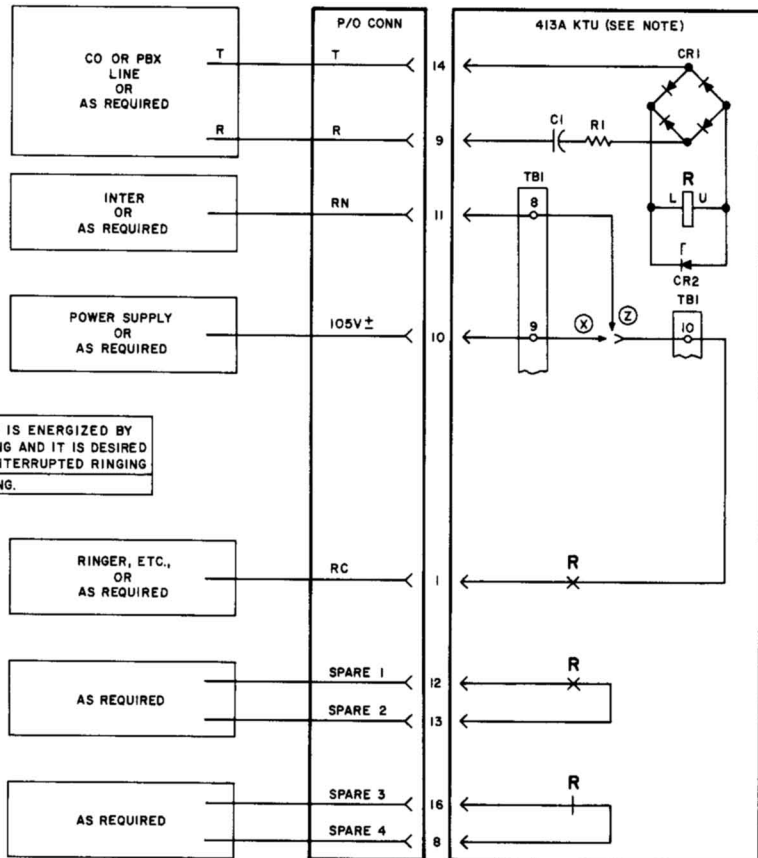 P/O CONN
413A KTU (SEE NOTE)
CO OR PBX
LINE
OR
AS REQUIRED
T
R
T
R
14
9
CR1
C1
R1
R
L U
CR2
INTER
OR
AS REQUIRED
RN
11
TB1
8
9
POWER SUPPLY
OR
AS REQUIRED
105V±
10
X
Z
TB1
10
IS ENERGIZED BY
NG AND IT IS DESIRED
NTERRUPTED RINGING
NG.
RINGER, ETC.,
OR
AS REQUIRED
RC
1
R
AS REQUIRED
SPARE 1
SPARE 2
12
13
R
AS REQUIRED
SPARE 3
SPARE 4
16
8
R